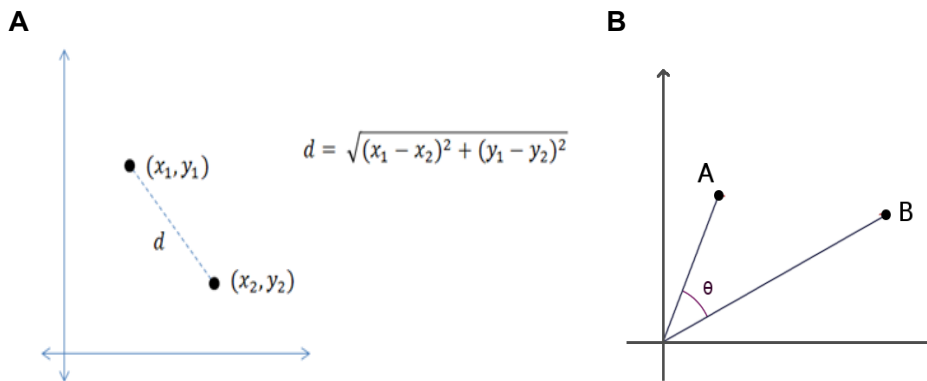 A
(x₁, y₁)
d
(x₂, y₂)
d = √(x₁ − x₂)² + (y₁ − y₂)²
B
A
B
θ